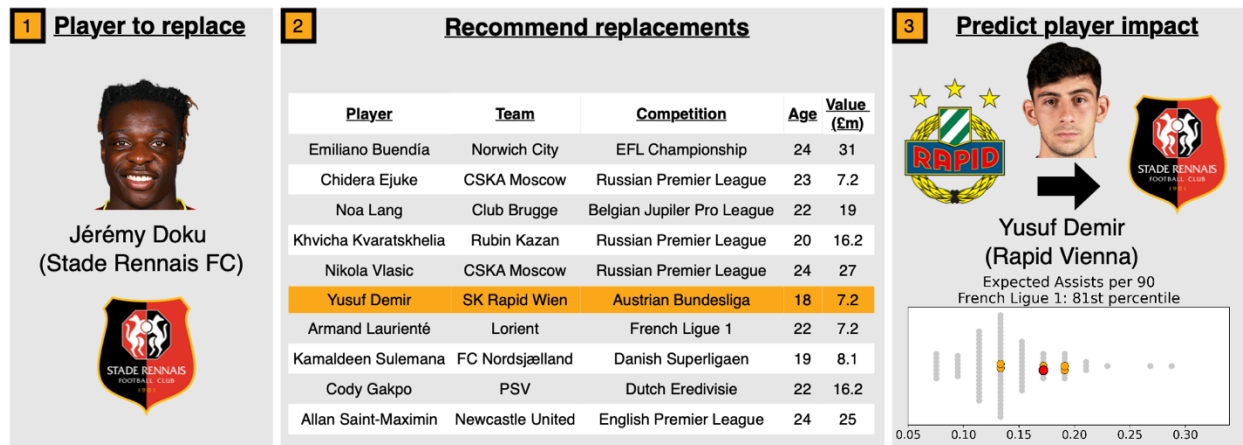 1 Player to replace
Jérémy Doku
(Stade Rennais FC)
STADE RENNAIS
FOOTBALL CLUB
1901
2 Recommend replacements
Player Team Competition Age Value (£m)
Emiliano Buendía Norwich City EFL Championship 24 31
Chidera Ejuke CSKA Moscow Russian Premier League 23 7.2
Noa Lang Club Brugge Belgian Jupiler Pro League 22 19
Khvicha Kvaratskhelia Rubin Kazan Russian Premier League 20 16.2
Nikola Vlasic CSKA Moscow Russian Premier League 24 27
Yusuf Demir SK Rapid Wien Austrian Bundesliga 18 7.2
Armand Laurienté Lorient French Ligue 1 22 7.2
Kamaldeen Sulemana FC Nordsjælland Danish Superligaen 19 8.1
Cody Gakpo PSV Dutch Eredivisie 22 16.2
Allan Saint-Maximin Newcastle United English Premier League 24 25
3 Predict player impact
RAPID
STADE RENNAIS
FOOTBALL CLUB
1901
Yusuf Demir
(Rapid Vienna)
Expected Assists per 90
French Ligue 1: 81st percentile
0.05 0.10 0.15 0.20 0.25 0.30